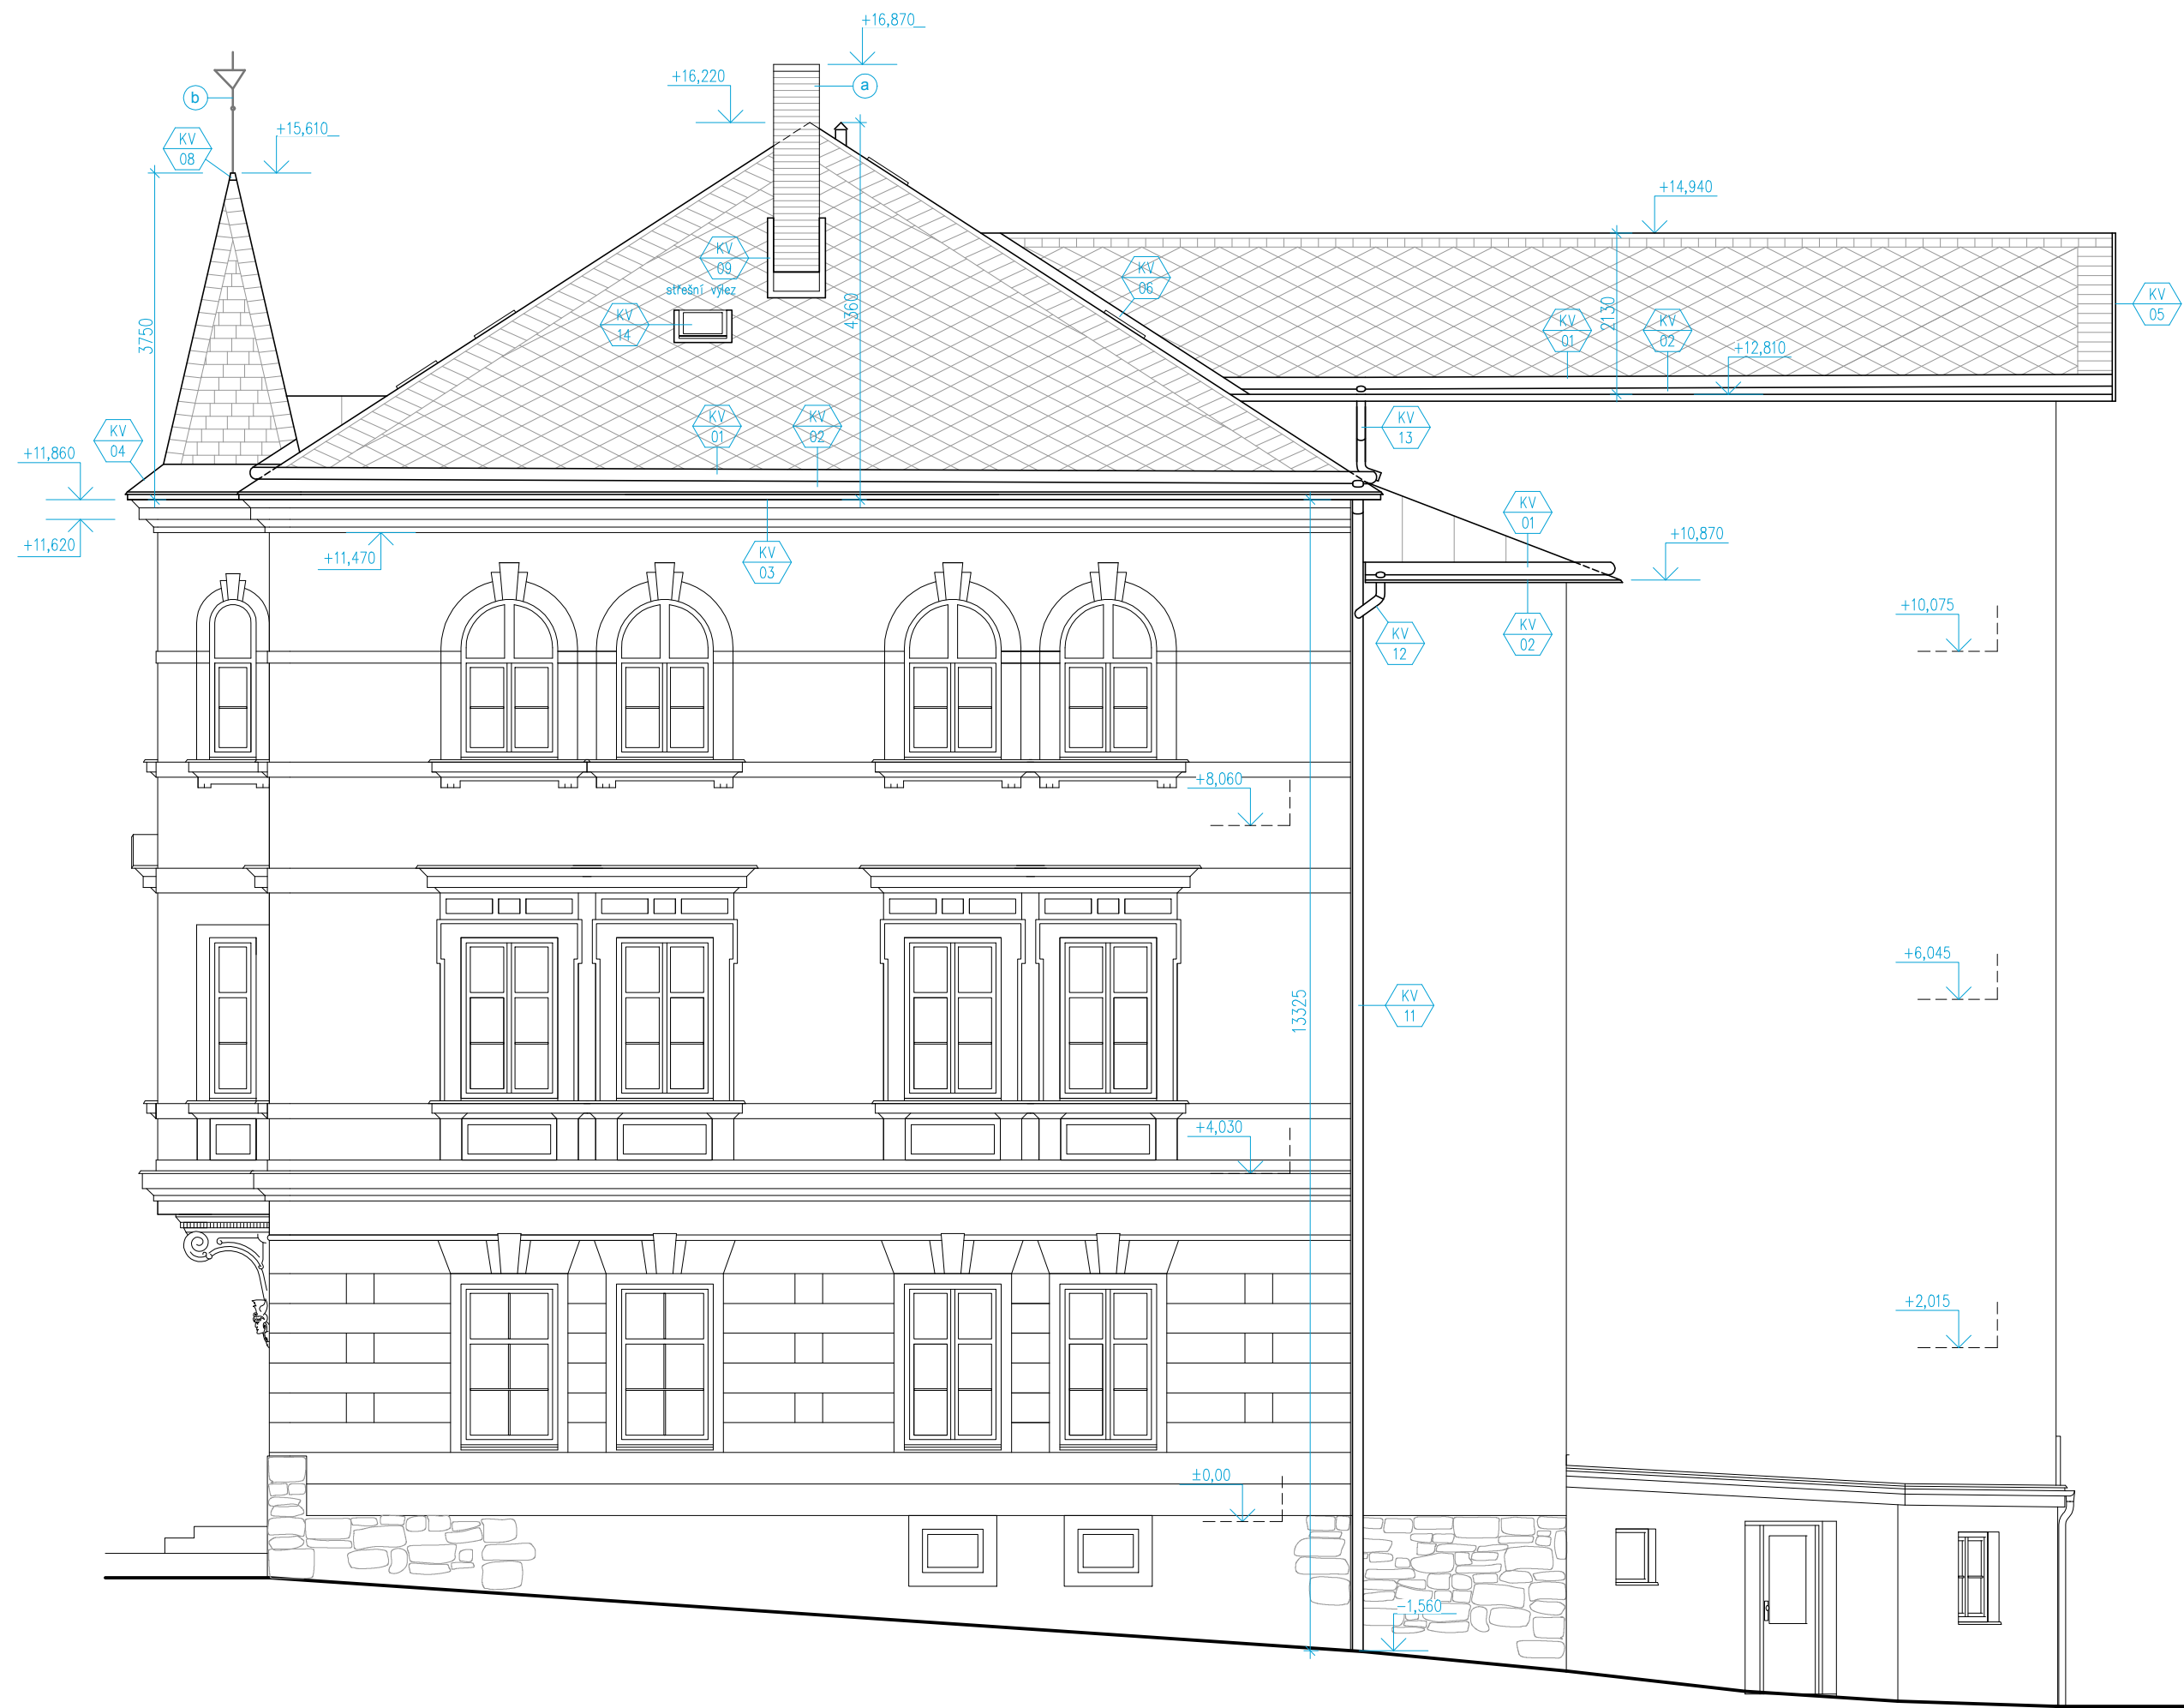 +16,870
+16,220
a
b
KV
08
+15,610
+14,940
KV
09
KV
06
střešní výlez
KV
14
4360
2130
KV
01
KV
02
KV
05
3750
+12,810
KV
01
KV
02
KV
04
KV
13
+11,860
+11,620
+11,470
KV
03
KV
01
+10,870
KV
12
KV
02
+10,075
+8,060
+6,045
13325
KV
11
+4,030
+2,015
±0,00
-1,560